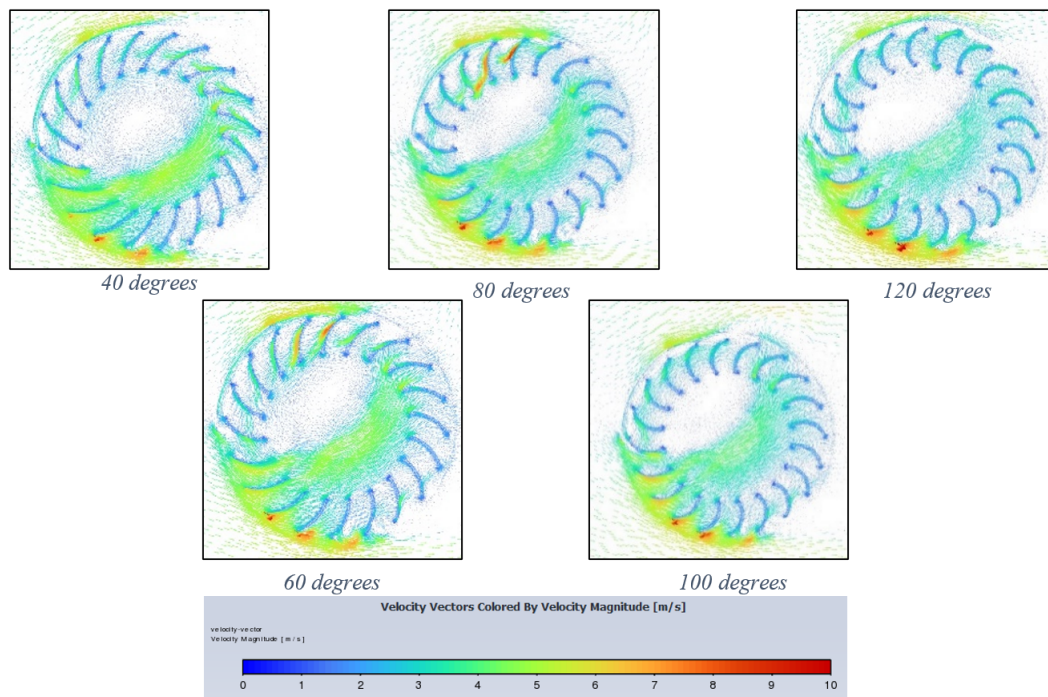 40 degrees
80 degrees
120 degrees
60 degrees
100 degrees
Velocity Vectors Colored By Velocity Magnitude [m/s]
velocity-vector
Velocity Magnitude [ m / s ]
0 1 2 3 4 5 6 7 8 9 10